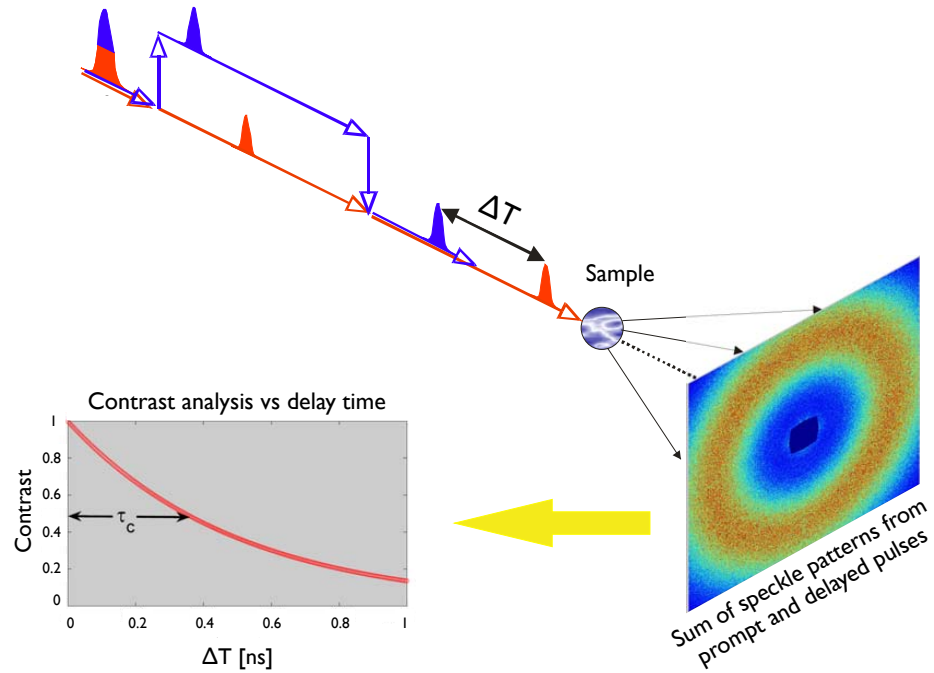 ΔT
Sample
Contrast analysis vs delay time
Contrast
1
0.8
0.6
0.4
0.2
0
τc
0
0.2
0.4
0.6
0.8
1
ΔT [ns]
Sum of speckle patterns from
prompt and delayed pulses